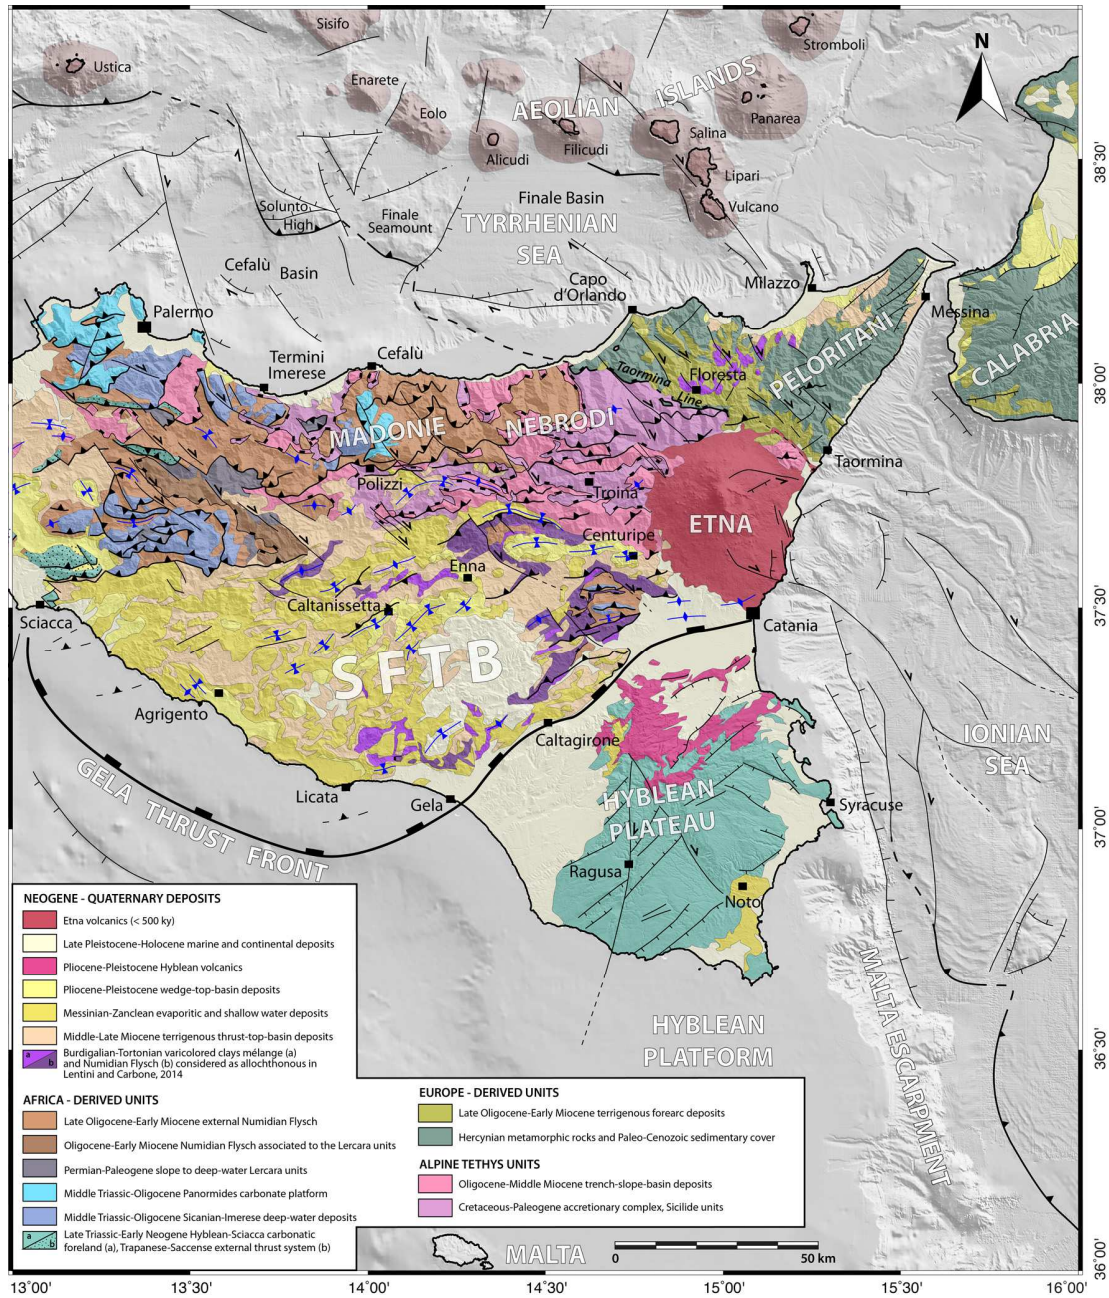 Sisifo
Stromboli
Ustica
N
Enarete
AEOLIAN ISLANDS
Eolo
Panarea
Salina
Alicudi
Filicudi
38°30'
Lipari
Finale Basin
Vulcano
Solunto
High
Finale
Seamount
TYRRHENIAN
SEA
Cefalù
Basin
Capo
d'Orlando
Milazzo
Palermo
Messina
Termini
Imerese
Cefalù
CALABRIA
PELORITANI
Taormina
Line
Floresta
38°00'
MADONIE
NEBRODI
Taormina
Polizzi
Troina
ETNA
Centuripe
Enna
Caltanissetta
37°30'
Sciacca
Catania
SFTB
Agrigento
Caltagirone
IONIAN
SEA
Licata
Gela
HYBLEAN
PLATEAU
Syracuse
37°00'
GELA THRUST FRONT
Ragusa
Noto
MALTA ESCARPMENT
HYBLEAN
PLATFORM
36°30'
NEOGENE - QUATERNARY DEPOSITS
Etna volcanics (< 500 ky)
Late Pleistocene-Holocene marine and continental deposits
Pliocene-Pleistocene Hyblean volcanics
Pliocene-Pleistocene wedge-top-basin deposits
Messinian-Zanclean evaporitic and shallow water deposits
Middle-Late Miocene terrigenous thrust-top-basin deposits
a
b
Burdigalian-Tortonian varicolored clays mélange (a)
and Numidian Flysch (b) considered as allochthonous in
Lentini and Carbone, 2014
AFRICA - DERIVED UNITS
Late Oligocene-Early Miocene external Numidian Flysch
Oligocene-Early Miocene Numidian Flysch associated to the Lercara units
Permian-Paleogene slope to deep-water Lercara units
Middle Triassic-Oligocene Panormides carbonate platform
Middle Triassic-Oligocene Sicanian-Imerese deep-water deposits
a
b
Late Triassic-Early Neogene Hyblean-Sciacca carbonatic
foreland (a), Trapanese-Saccense external thrust system (b)
EUROPE - DERIVED UNITS
Late Oligocene-Early Miocene terrigenous forearc deposits
Hercynian metamorphic rocks and Paleo-Cenozoic sedimentary cover
ALPINE TETHYS UNITS
Oligocene-Middle Miocene trench-slope-basin deposits
Cretaceous-Paleogene accretionary complex, Sicilide units
MALTA
0
50 km
36°00'
13°00'
13°30'
14°00'
14°30'
15°00'
15°30'
16°00'